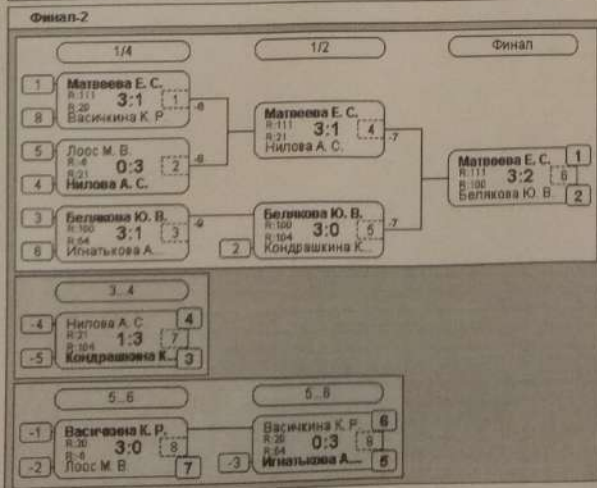 Финал-2
1/4
1/2
Финал
1
Матвеева Е. С.
R:111
R:20
3:1
1
-6
8
Васичкина К. Р
5
Лоос М. В.
R:-6
R:21
0:3
2
-6
4
Нилова А. С.
3
Белякова Ю. В.
R:100
R:64
3:1
3
-9
6
Игнатькова А...
Матвеева Е. С.
R:111
R:21
3:1
4
-7
Нилова А. С.
Белякова Ю. В.
R:100
R:104
3:0
5
-7
2
Кондрашкина К...
Матвеева Е. С.
1
R:111
R:100
3:2
6
Белякова Ю. В.
2
3...4
-4
Нилова А. С
4
R:21
R:104
1:3
7
-5
Кондрашкина К...
3
5...6
5...6
-1
Васичкина К. Р.
R:20
R:-6
3:0
8
-2
Лоос М. В.
7
Васичкина К. Р.
6
R:20
R:64
0:3
8
-3
Игнатькова А...
5